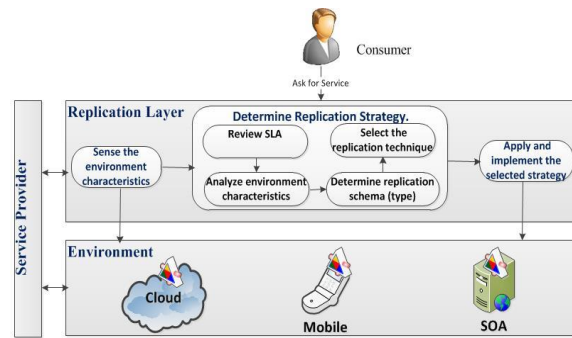 Consumer
Ask for Service
Service Provider
Replication Layer
Determine Replication Strategy.
Sense the
environment
characteristics
Review SLA
Analyze environment
characteristics
Determine replication
schema (type)
Select the
replication technique
Apply and
implement the
selected strategy
Environment
Cloud
Mobile
SOA